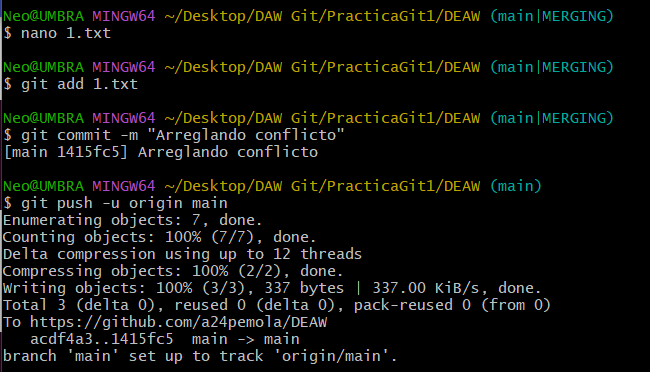 Neo@UMBRA MINGW64 ~/Desktop/DAW Git/PracticaGit1/DEAW (main|MERGING)
$ nano 1.txt
Neo@UMBRA MINGW64 ~/Desktop/DAW Git/PracticaGit1/DEAW (main|MERGING)
$ git add 1.txt
Neo@UMBRA MINGW64 ~/Desktop/DAW Git/PracticaGit1/DEAW (main|MERGING)
$ git commit -m "Arreglando conflicto"
[main 1415fc5] Arreglando conflicto
Neo@UMBRA MINGW64 ~/Desktop/DAW Git/PracticaGit1/DEAW (main)
$ git push -u origin main
Enumerating objects: 7, done.
Counting objects: 100% (7/7), done.
Delta compression using up to 12 threads
Compressing objects: 100% (2/2), done.
Writing objects: 100% (3/3), 337 bytes | 337.00 KiB/s, done.
Total 3 (delta 0), reused 0 (delta 0), pack-reused 0 (from 0)
To https://github.com/a24pemola/DEAW
   acdf4a3..1415fc5  main -> main
branch 'main' set up to track 'origin/main'.